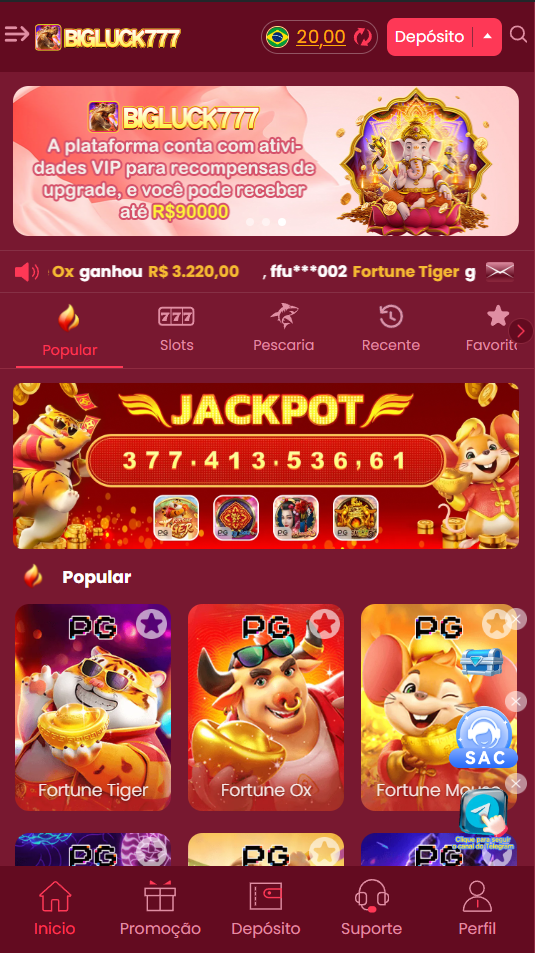 BIGLUCK777
20,00
Depósito
BIGLUCK777
A plataforma conta com ativi-
dades VIP para recompensas de
upgrade, e você pode receber
até R$90000
Ox ganhou R$ 3.220,00 , ffu***002 Fortune Tiger g
Popular
Slots
Pescaria
Recente
Favorit
JACKPOT
377.413.536,61
PG
PG
PG
PG
Popular
PG
PG
PG
Fortune Tiger
Fortune Ox
Fortune Mouse
SAC
Clique para seguir
o canal do Telegram
PG
PG
PG
Inicio
Promoção
Depósito
Suporte
Perfil